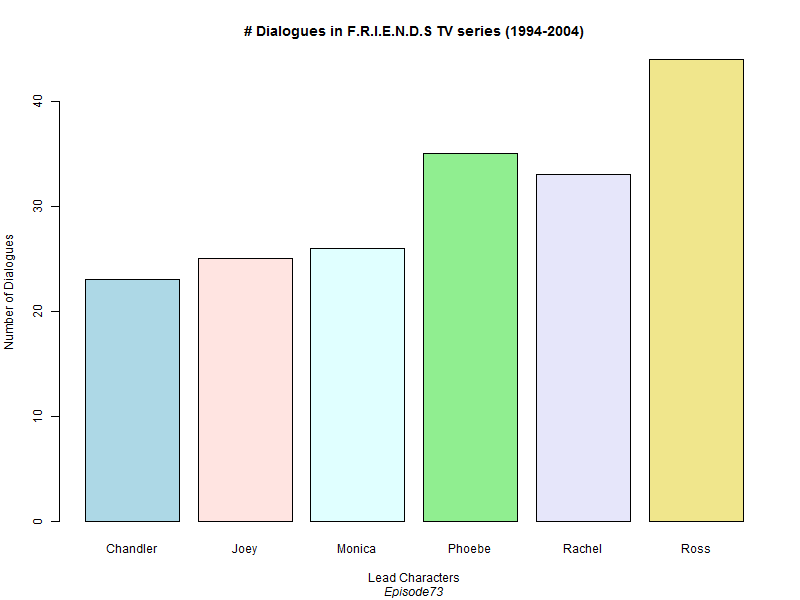 # Dialogues in F.R.I.E.N.D.S TV series (1994-2004)
Number of Dialogues
40
30
20
10
0
Chandler Joey Monica Phoebe Rachel Ross
Lead Characters
Episode73